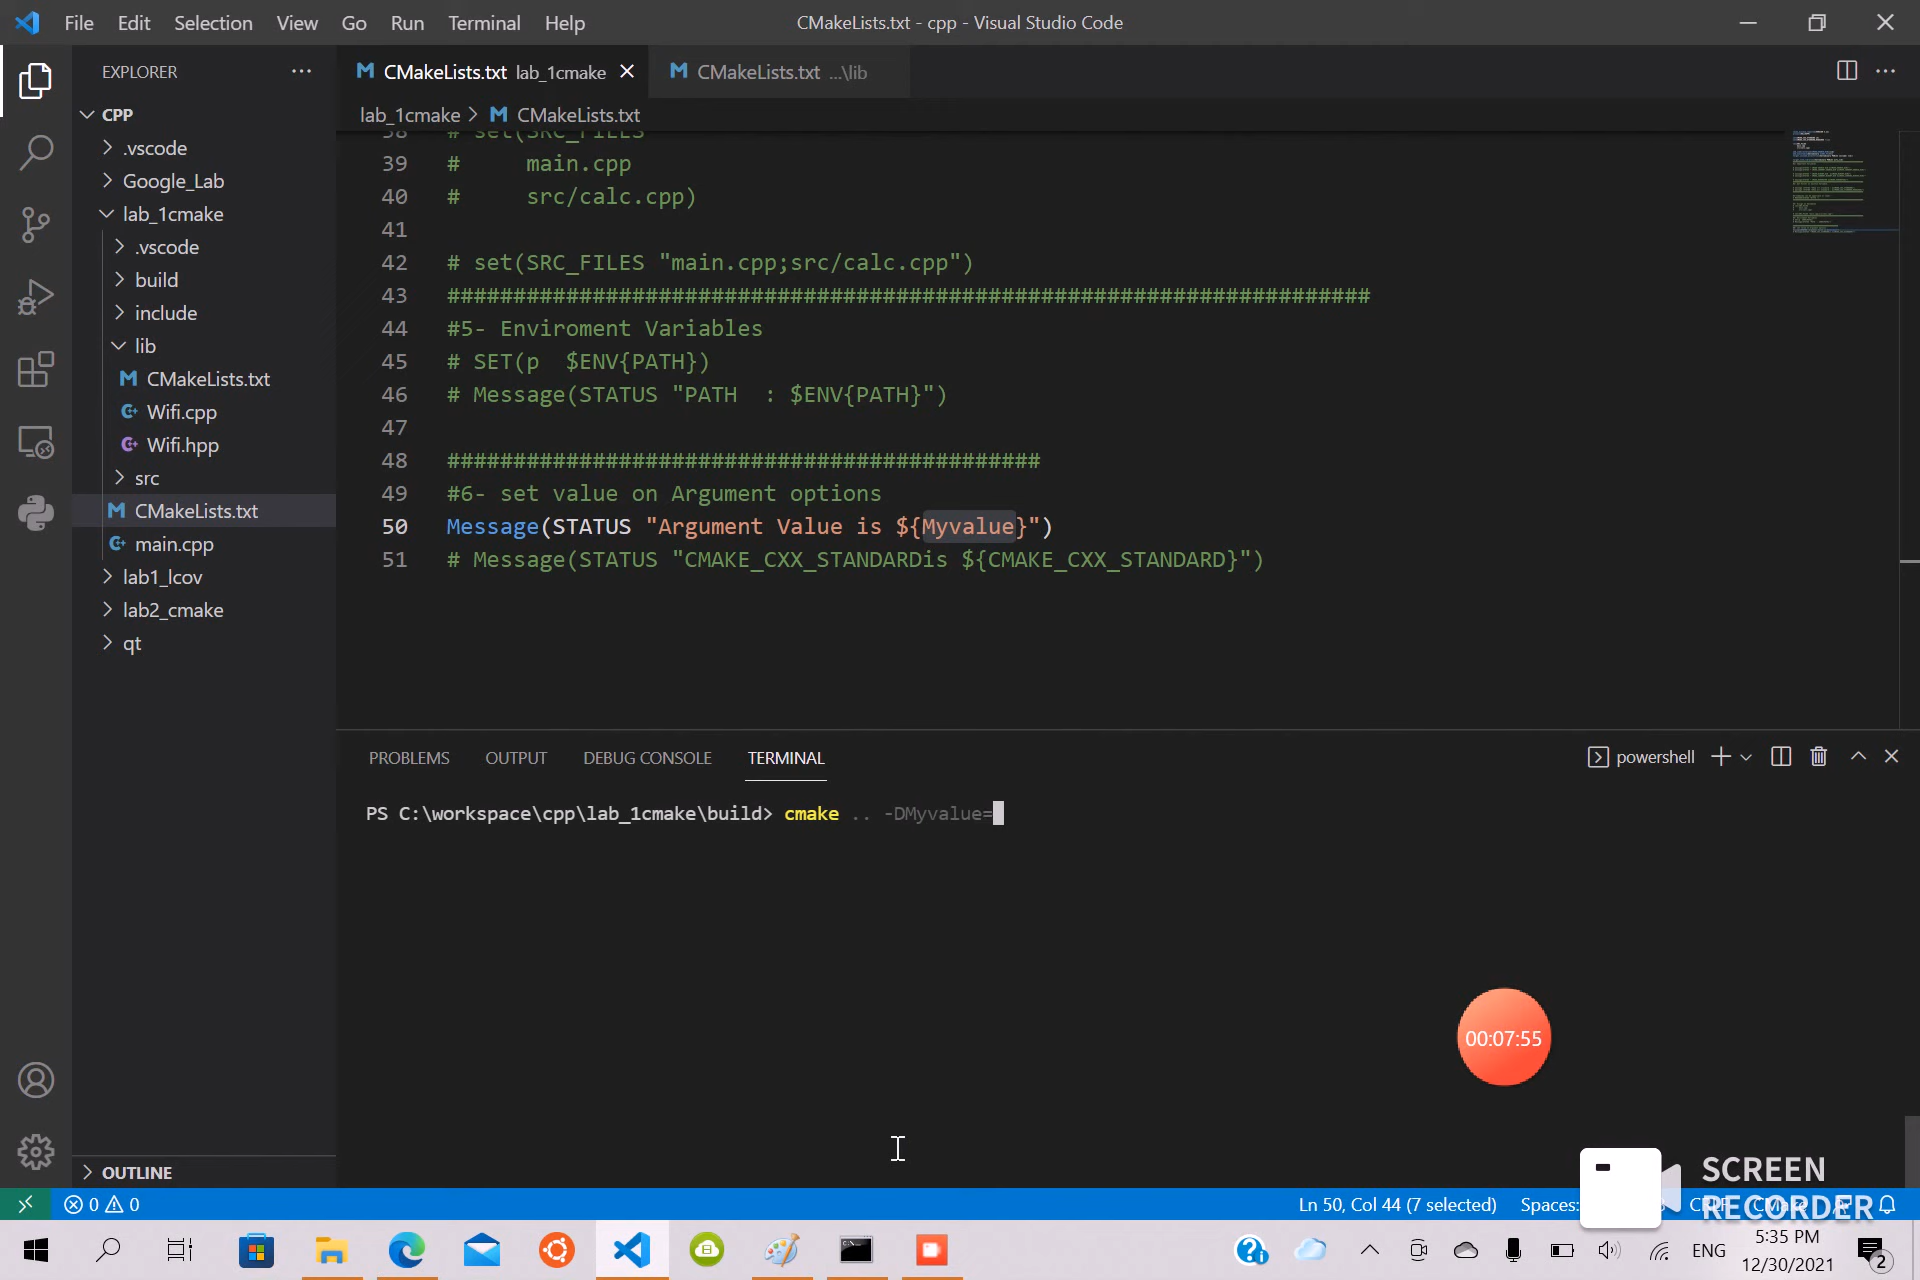 File Edit Selection View Go Run Terminal Help
CMakeLists.txt - cpp - Visual Studio Code
EXPLORER
CMakeLists.txt lab_1cmake
CMakeLists.txt ...\lib
lab_1cmake > CMakeLists.txt
CPP
.vscode
Google_Lab
lab_1cmake
.vscode
build
include
lib
CMakeLists.txt
Wifi.cpp
Wifi.hpp
src
CMakeLists.txt
main.cpp
lab1_lcov
lab2_cmake
qt
OUTLINE
38 # set(SRC_FILES
39 #     main.cpp
40 #     src/calc.cpp)
41
42 # set(SRC_FILES "main.cpp;src/calc.cpp")
43 ######################################################################
44 #5- Enviroment Variables
45 # SET(p  $ENV{PATH})
46 # Message(STATUS "PATH  : $ENV{PATH}")
47
48 #############################################
49 #6- set value on Argument options
50 Message(STATUS "Argument Value is ${Myvalue}")
51 # Message(STATUS "CMAKE_CXX_STANDARDis ${CMAKE_CXX_STANDARD}")
PROBLEMS OUTPUT DEBUG CONSOLE TERMINAL
powershell
PS C:\workspace\cpp\lab_1cmake\build> cmake .. -DMyvalue=
00:07:55
SCREEN
RECORDER
0 0
Ln 50, Col 44 (7 selected) Spaces:
ENG
5:35 PM
12/30/2021
2